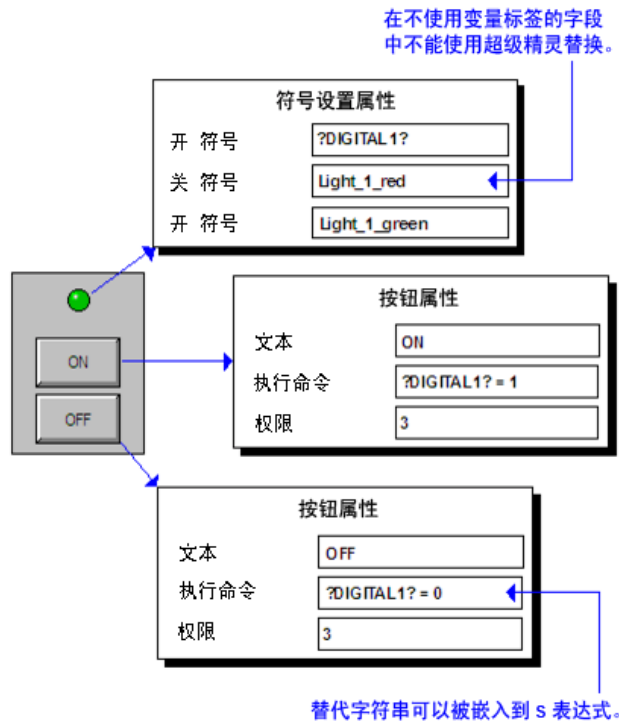 在不使用变量标签的字段
中不能使用超级精灵替换。
符号设置属性
开 符号 ?DIGITAL1?
关 符号 Light_1_red
开 符号 Light_1_green
按钮属性
文本 ON
执行命令 ?DIGITAL1? = 1
权限 3
ON
OFF
按钮属性
文本 OFF
执行命令 ?DIGITAL1? = 0
权限 3
替代字符串可以被嵌入到 s 表达式。